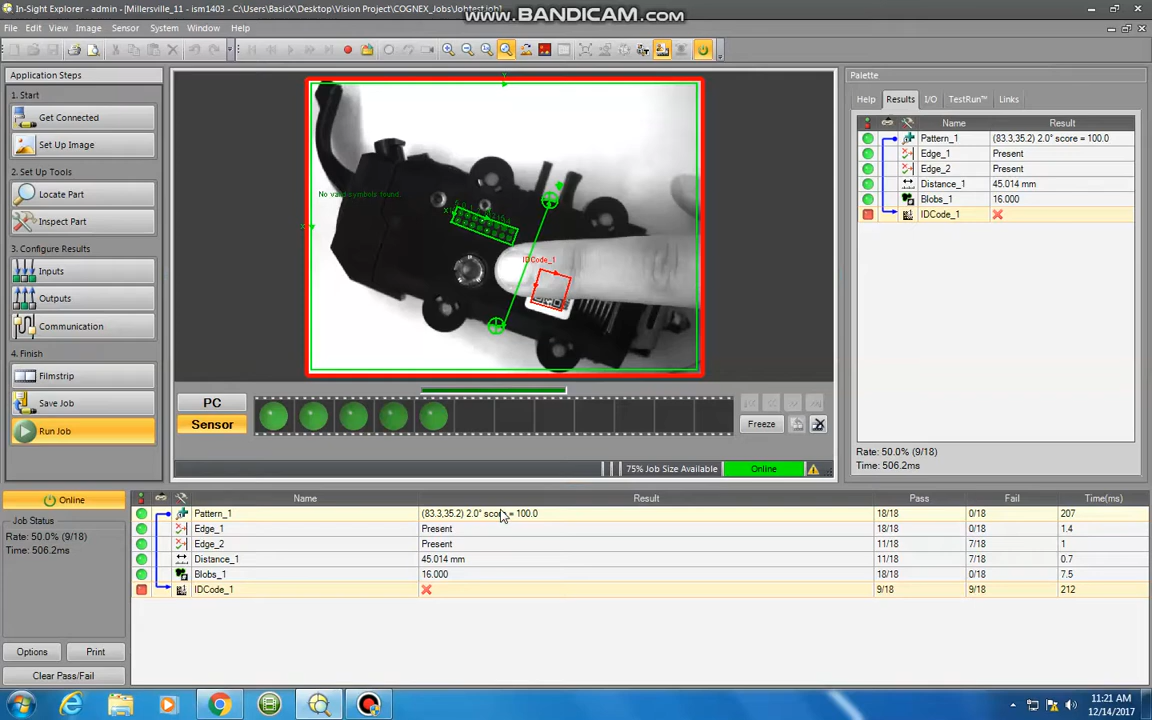 In-Sight Explorer - admin - [Millersville_11 - ism1403 - C:\Users\BasicX\Desktop\Vision Project\COGNEX_Jobs\Jobtest.job]
www.BANDICAM.com
File Edit View Image Sensor System Window Help
Application Steps
1. Start
Get Connected
Set Up Image
2. Set Up Tools
Locate Part
Inspect Part
3. Configure Results
Inputs
Outputs
Communication
4. Finish
Filmstrip
Save Job
Run Job
No valid symbols found.
IDCode_1
PC
Sensor
Freeze
75% Job Size Available
Online
Palette
Help Results I/O TestRun™ Links
Name Result
Pattern_1 (83.3,35.2) 2.0° score = 100.0
Edge_1 Present
Edge_2 Present
Distance_1 45.014 mm
Blobs_1 16.000
IDCode_1
Pass Rate: 50.0% (9/18)
Time: 506.2ms
Online
Job Status
Rate: 50.0% (9/18)
Time: 506.2ms
Options
Print
Clear Pass/Fail
Name Result Pass Fail Time(ms)
Pattern_1 (83.3,35.2) 2.0° score = 100.0 18/18 0/18 207
Edge_1 Present 11/18 7/18 1.4
Edge_2 Present 11/18 7/18 1
Distance_1 45.014 mm 11/18 7/18 0.7
Blobs_1 16.000 18/18 0/18 7.5
IDCode_1 9/18 9/18 212
11:21 AM
12/14/2017